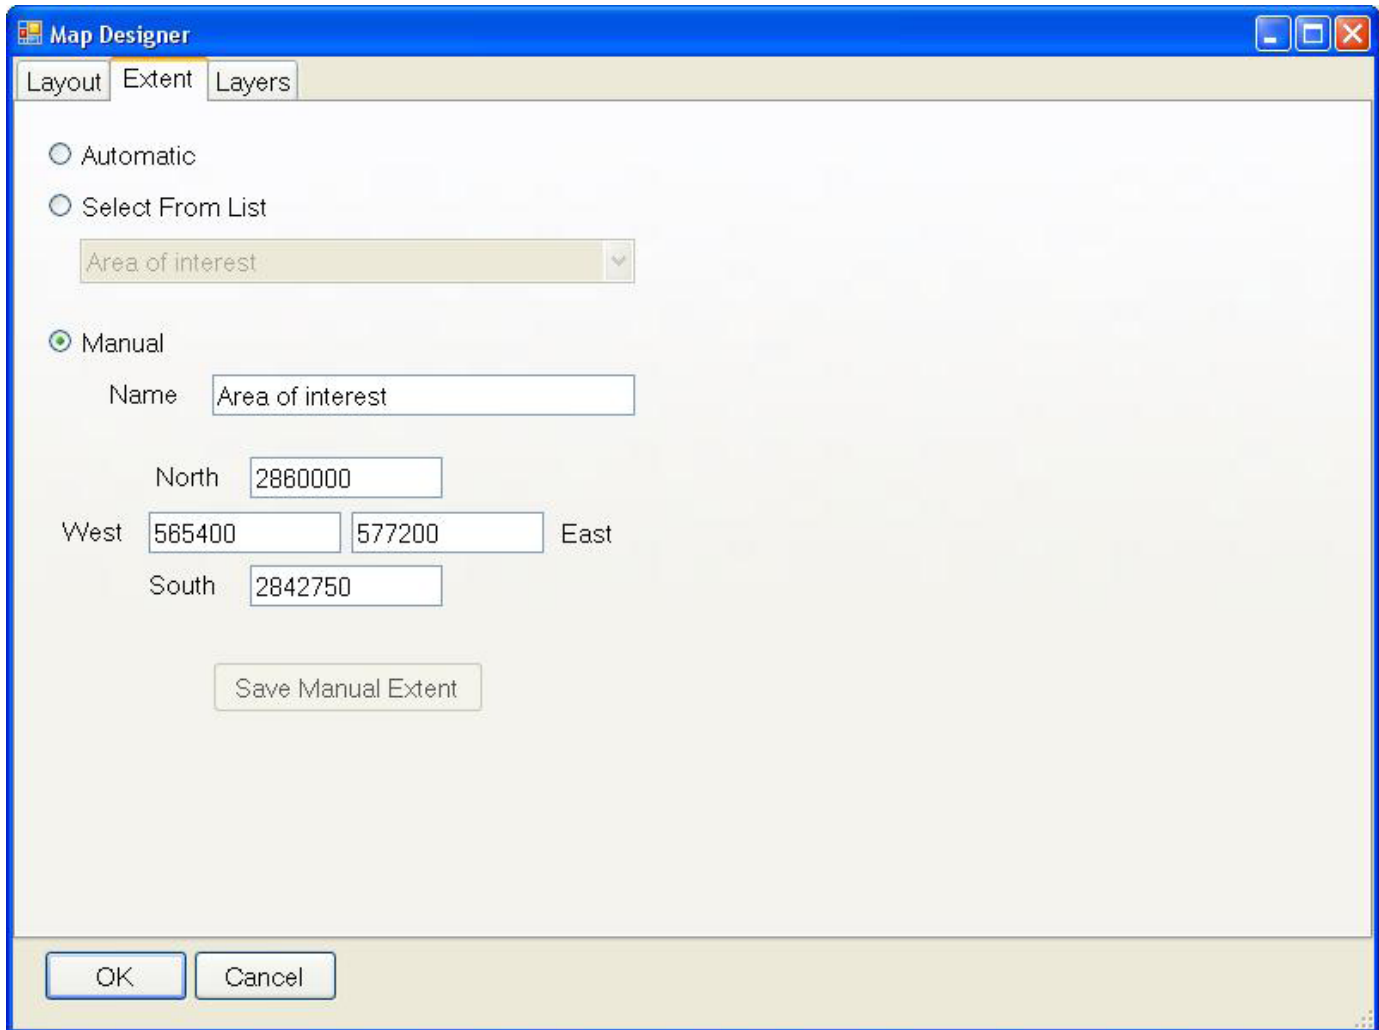 Map Designer
Layout Extent Layers
Automatic
Select From List
Area of interest
Manual
Name Area of interest
North 2860000
West 565400 577200 East
South 2842750
Save Manual Extent
OK Cancel